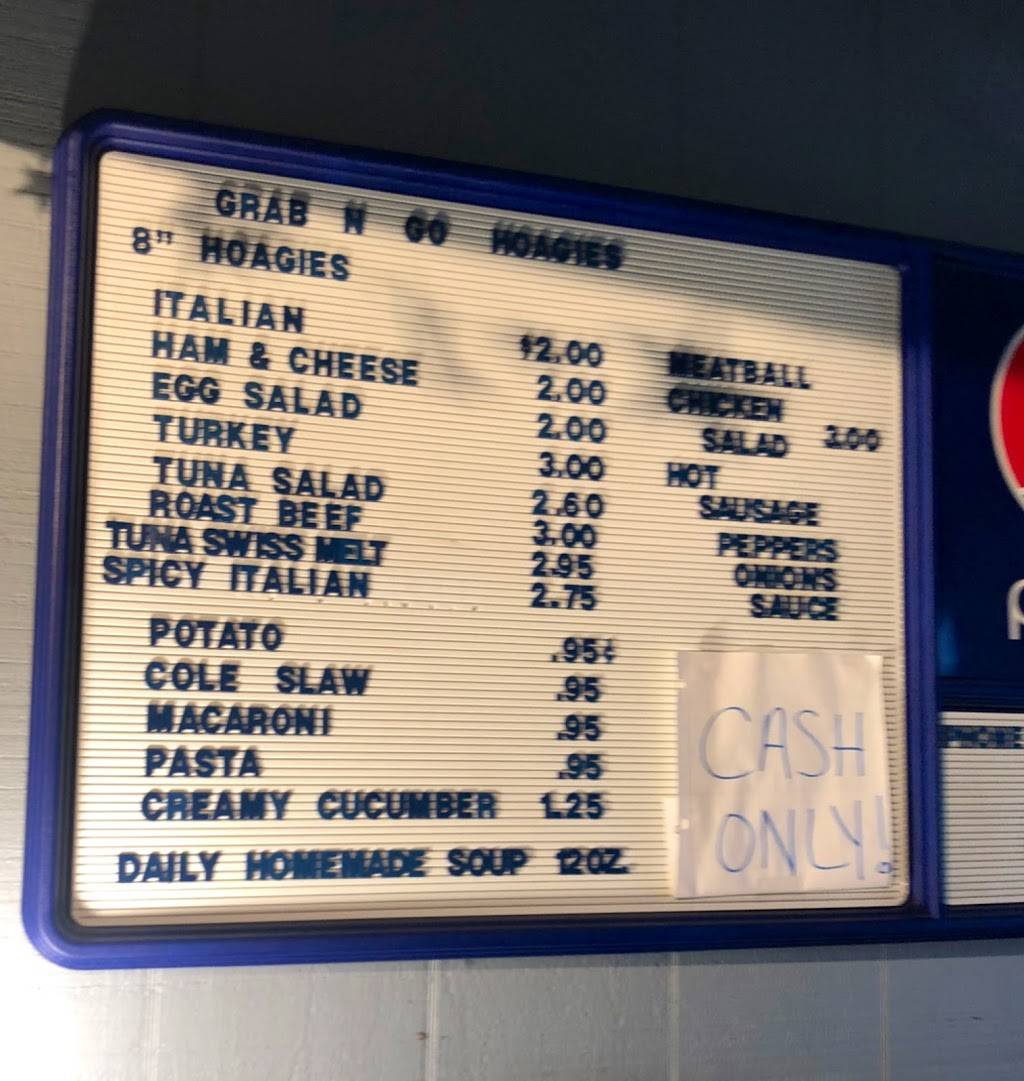 GRAB N GO HOAGIES
8" HOAGIES
ITALIAN $2.00
HAM & CHEESE 2.00
EGG SALAD 2.00
TURKEY 3.00
TUNA SALAD 2.60
ROAST BEEF 3.00
TUNA SWISS MELT 2.95
SPICY ITALIAN 2.75
POTATO .95¢
COLE SLAW .95
MACARONI .95
PASTA .95
CREAMY CUCUMBER 1.25
DAILY HOMEMADE SOUP 12OZ.
MEATBALL
CHICKEN
SALAD 3.00
HOT
SAUSAGE
PEPPERS
ONIONS
SAUCE
CASH
ONLY!
PHONE